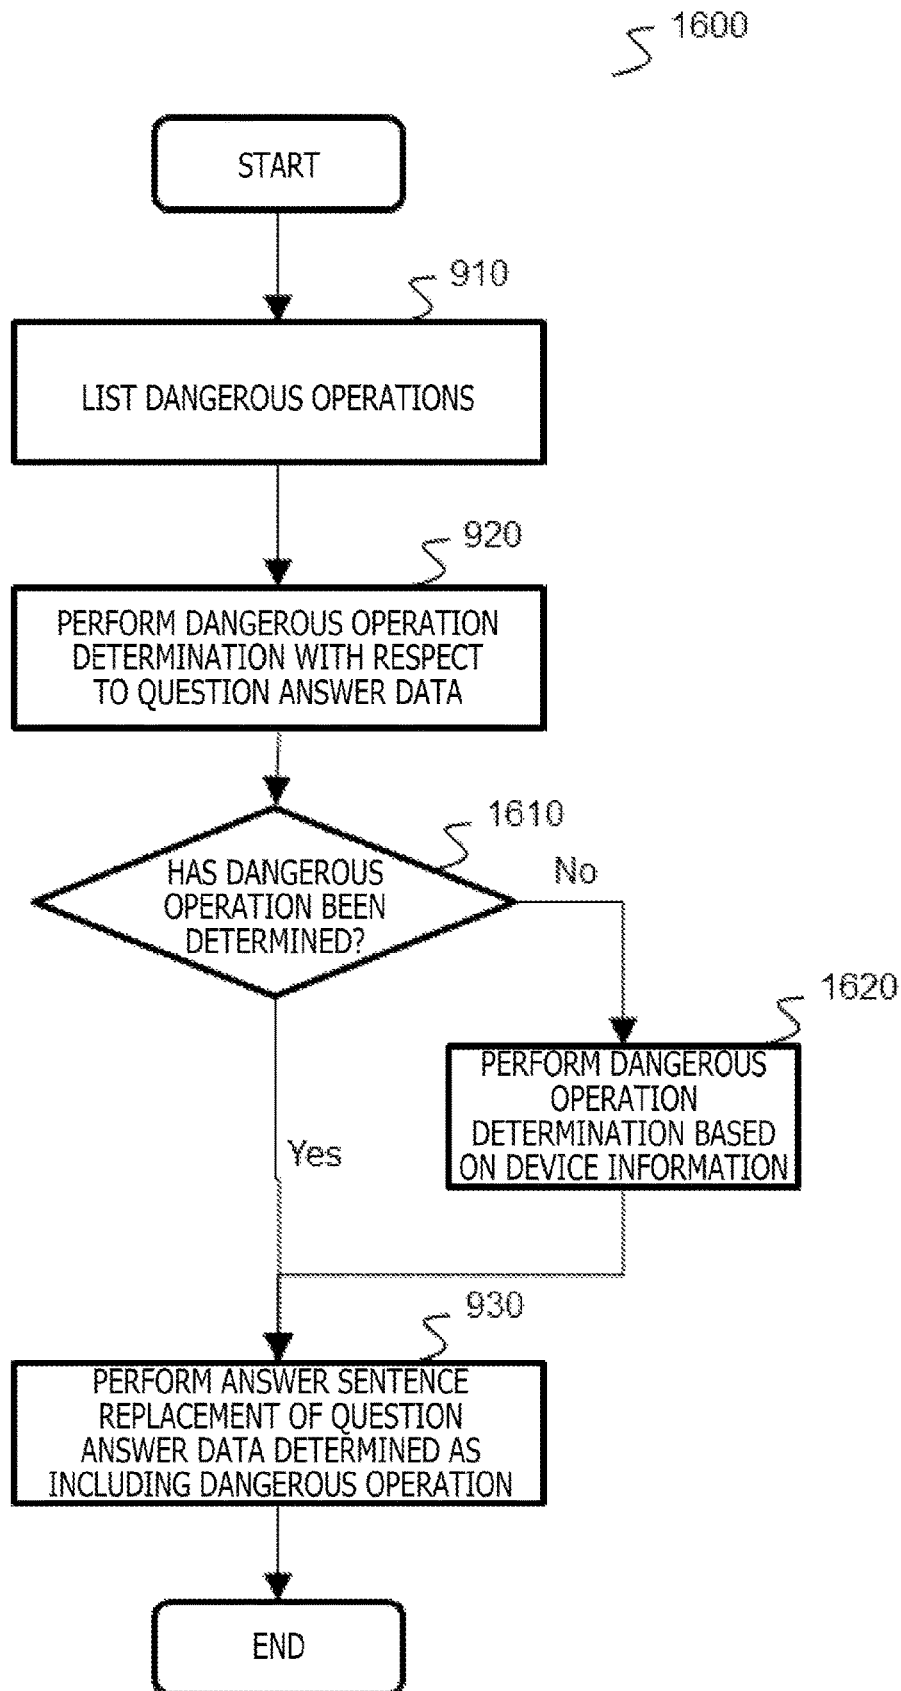 1600
START
910
LIST DANGEROUS OPERATIONS
920
PERFORM DANGEROUS OPERATION
DETERMINATION WITH RESPECT
TO QUESTION ANSWER DATA
1610
HAS DANGEROUS
OPERATION BEEN
DETERMINED?
No
1620
PERFORM DANGEROUS
OPERATION
DETERMINATION BASED
ON DEVICE INFORMATION
Yes
930
PERFORM ANSWER SENTENCE
REPLACEMENT OF QUESTION
ANSWER DATA DETERMINED AS
INCLUDING DANGEROUS OPERATION
END